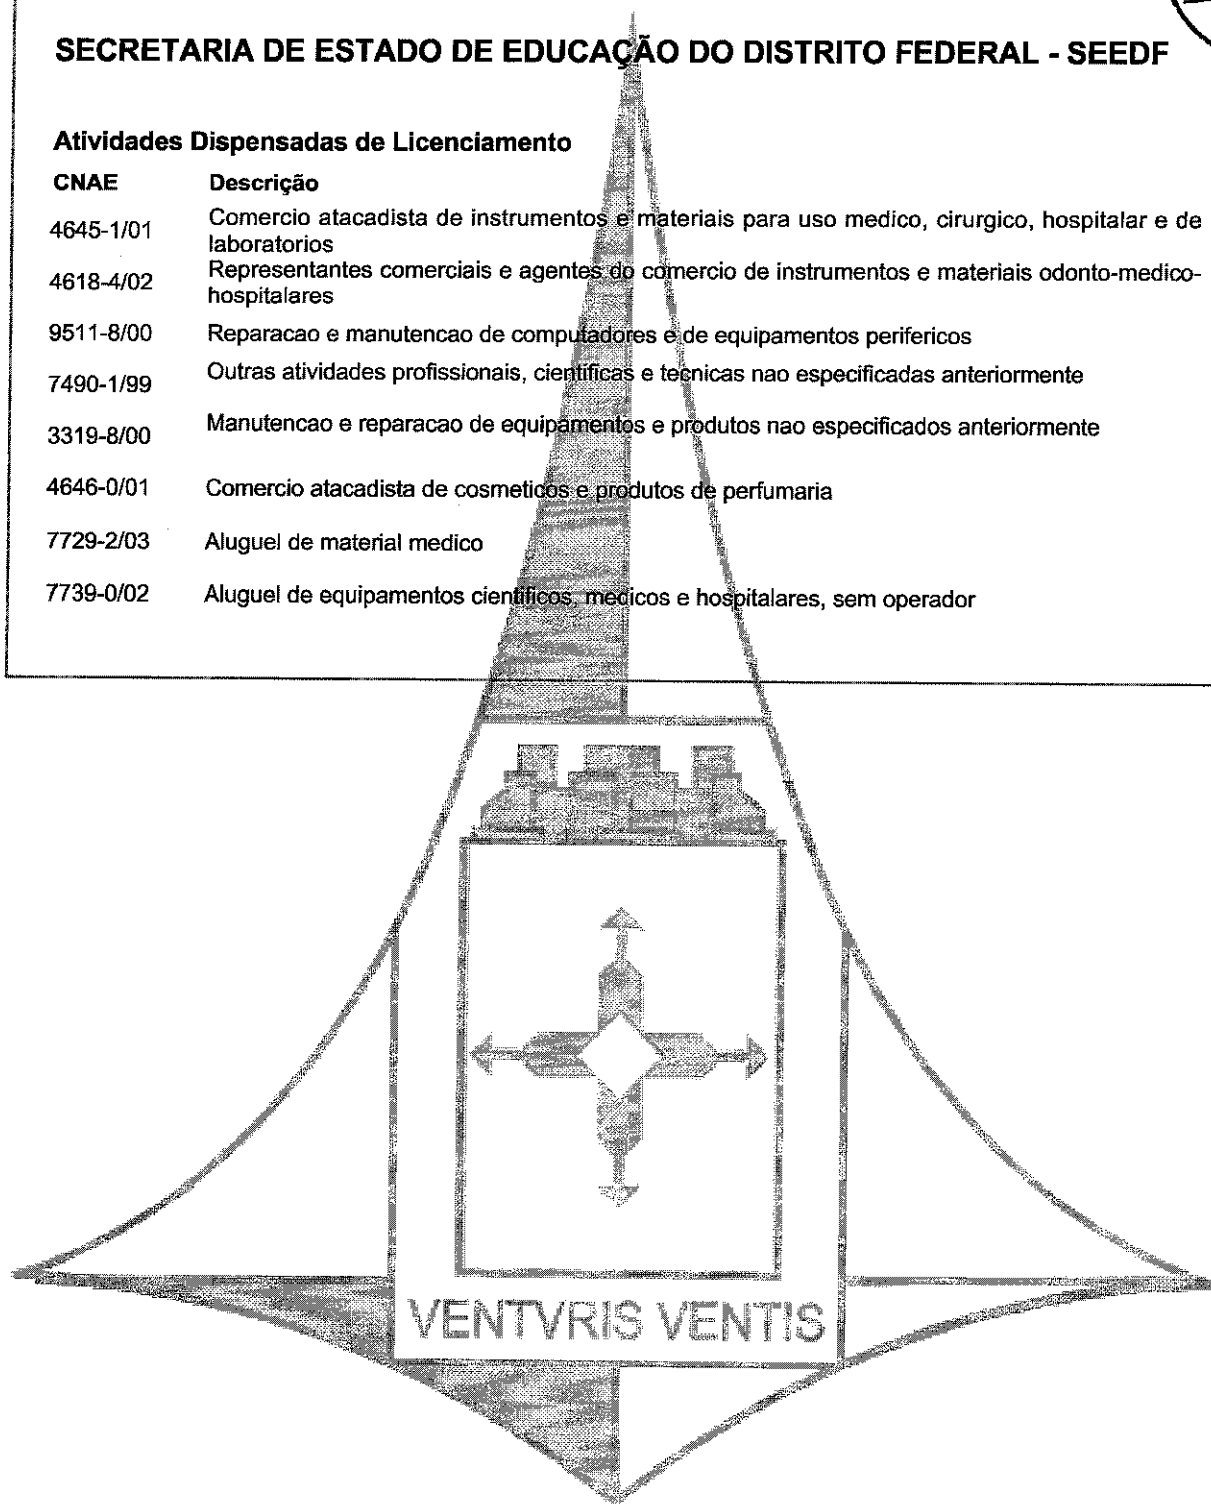 SECRETARIA DE ESTADO DE EDUCAÇÃO DO DISTRITO FEDERAL - SEEDF
Atividades Dispensadas de Licenciamento
CNAE Descrição
4645-1/01 Comercio atacadista de instrumentos e materiais para uso medico, cirurgico, hospitalar e de
laboratorios
4618-4/02 Representantes comerciais e agentes do comercio de instrumentos e materiais odonto-medico-
hospitalares
9511-8/00 Reparacao e manutencao de computadores e de equipamentos perifericos
7490-1/99 Outras atividades profissionais, cientificas e tecnicas nao especificadas anteriormente
3319-8/00 Manutencao e reparacao de equipamentos e produtos nao especificados anteriormente
4646-0/01 Comercio atacadista de cosmeticos e produtos de perfumaria
7729-2/03 Aluguel de material medico
7739-0/02 Aluguel de equipamentos cientificos, medicos e hospitalares, sem operador
VENTVRIS VENTIS